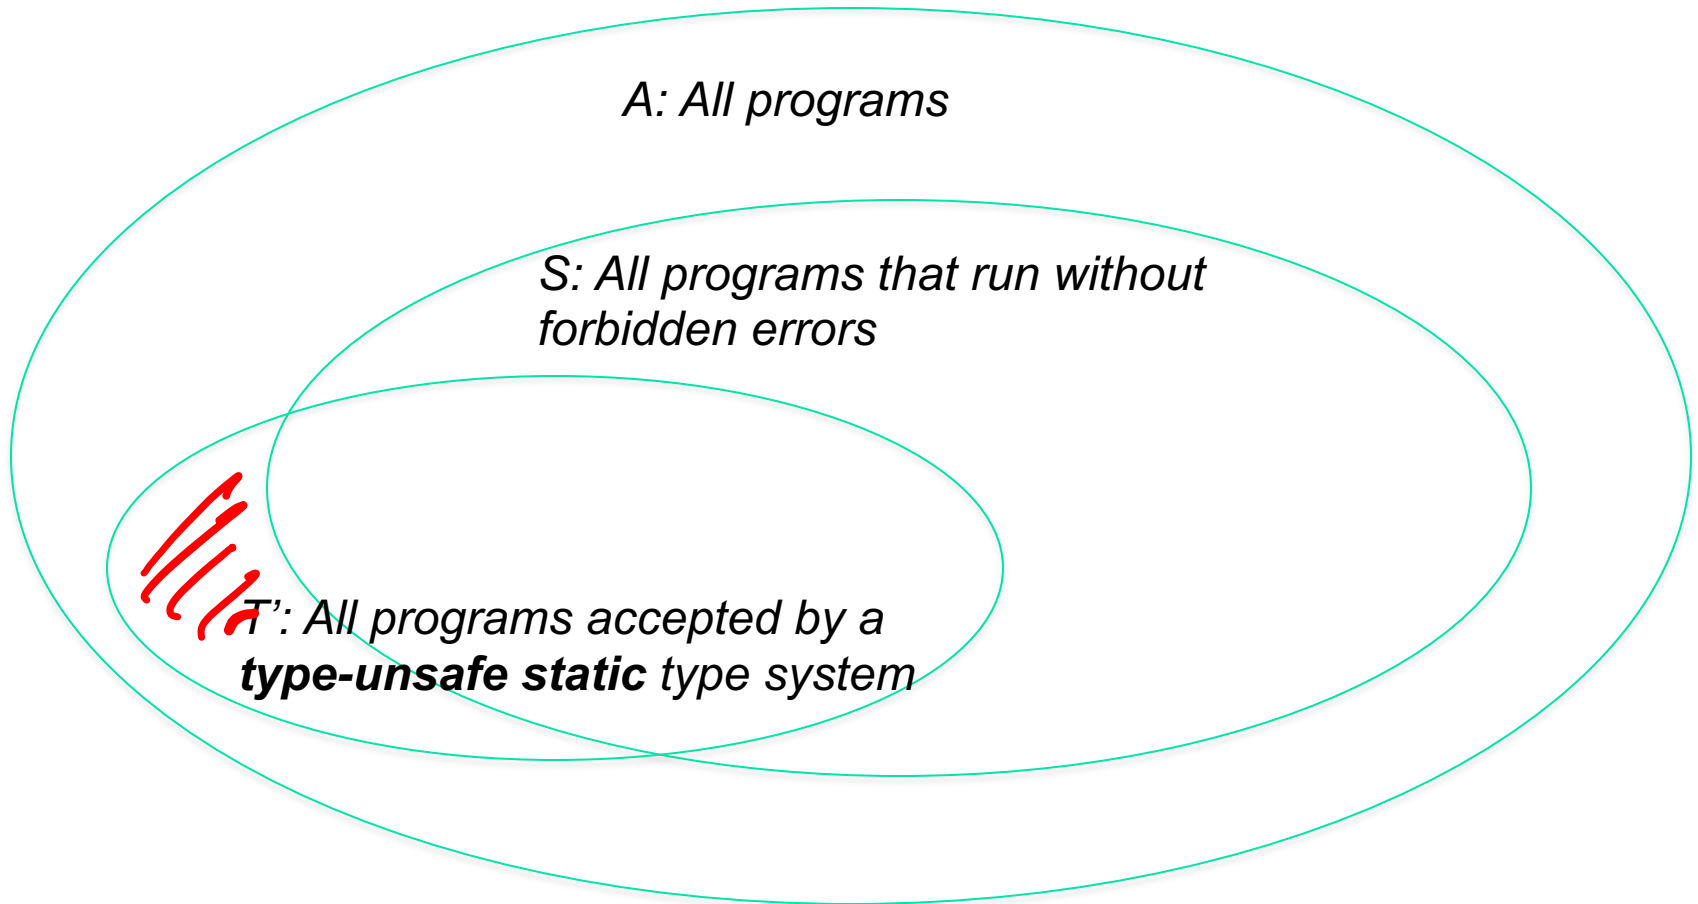 A: All programs
S: All programs that run without
forbidden errors
T’: All programs accepted by a
type-unsafe static type system